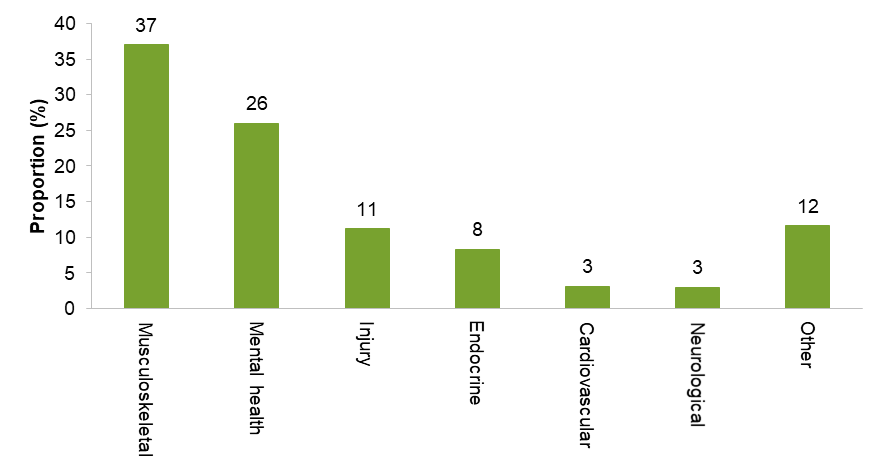 Proportion (%)
40
35
30
25
20
15
10
5
0
37
26
11
8
3
3
12
Musculoskeletal
Mental health
Injury
Endocrine
Cardiovascular
Neurological
Other